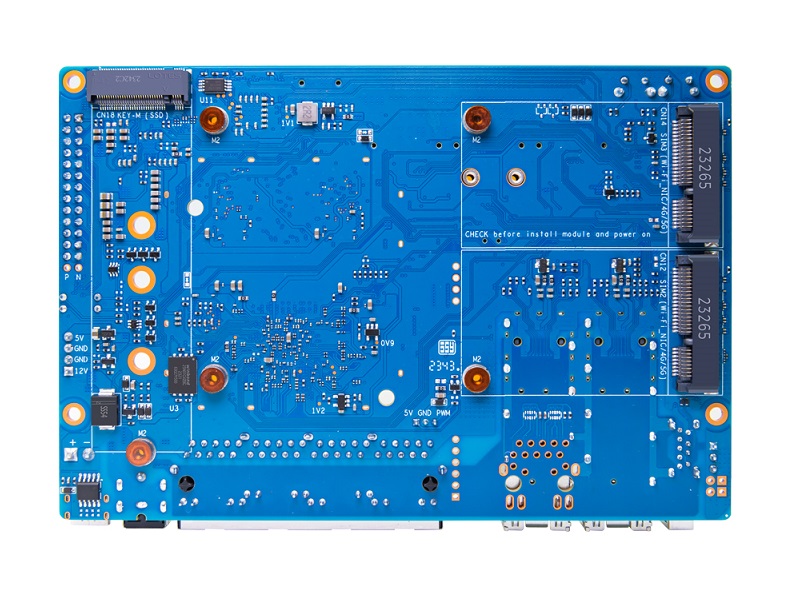 CN18 KEY-M (SSD)
U11
M2
1V1
M2
CN14
SIM3 (Wi-Fi NIC/4G/5G)
23265
CHECK before install module and power on
CN12
SIM2 (Wi-Fi NIC/4G/5G)
23265
P N
5V
GND
GND
12V
0V9
2343
M2
M2
U3
1V2
SS54
5V GND PWM
M2
+ -